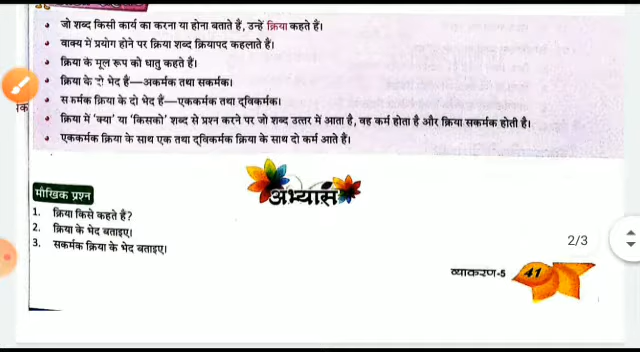 जो शब्द किसी कार्य का करना या होना बताते हैं, उन्हें क्रिया कहते हैं।
वाक्य में प्रयोग होने पर क्रिया शब्द क्रियापद कहलाते हैं।
क्रिया के मूल रूप को धातु कहते हैं।
क्रिया के दो भेद हैं—अकर्मक तथा सकर्मक।
सकर्मक क्रिया के दो भेद हैं—एककर्मक तथा द्विकर्मक।
क्रिया में 'क्या' या 'किसको' शब्द से प्रश्न करने पर जो शब्द उत्तर में आता है, वह कर्म होता है और क्रिया सकर्मक होती है।
एककर्मक क्रिया के साथ एक तथा द्विकर्मक क्रिया के साथ दो कर्म आते हैं।
अभ्यास
मौखिक प्रश्न
1. क्रिया किसे कहते हैं?
2. क्रिया के भेद बताइए।
3. सकर्मक क्रिया के भेद बताइए।
2/3
व्याकरण-5 41